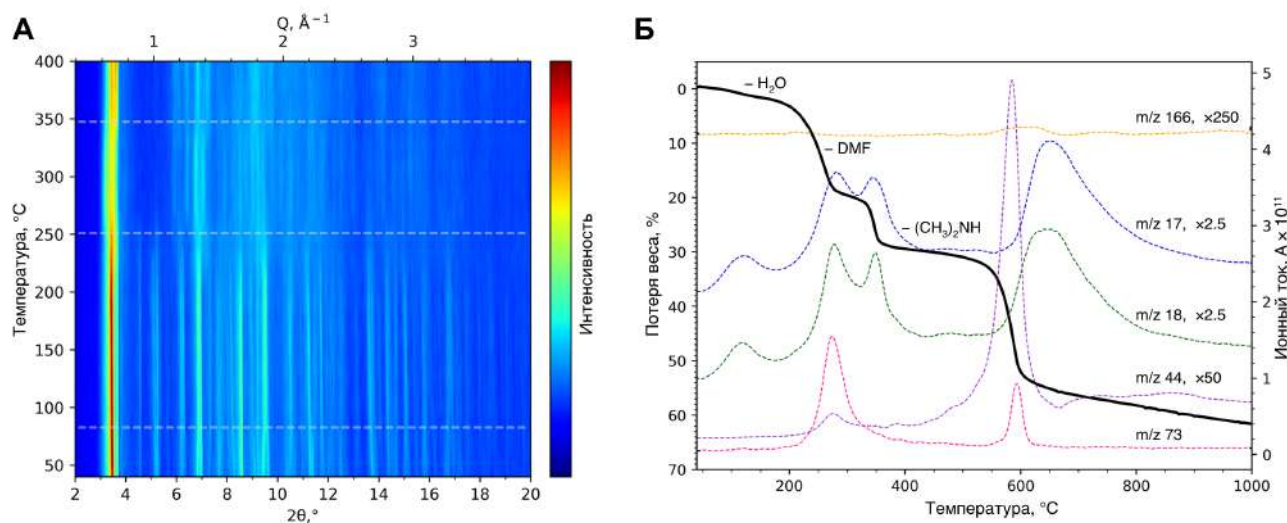 А
Q, Å⁻¹
1 2 3
Температура, °C
400
350
300
250
200
150
100
50
2 4 6 8 10 12 14 16 18 20
2θ,°
Интенсивность
Б
Потеря веса, %
0
10
20
30
40
50
60
70
– H₂O
– DMF
– (CH₃)₂NH
m/z 166, ×250
m/z 17, ×2.5
m/z 18, ×2.5
m/z 44, ×50
m/z 73
5
4
3
2
1
0
Ионный ток, А × 10¹¹
200 400 600 800 1000
Температура, °C